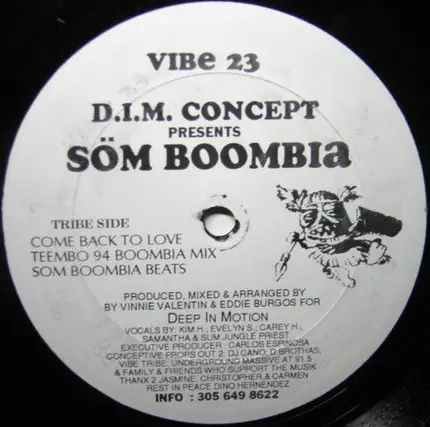 VIBE 23
D.I.M. CONCEPT
PRESENTS
SÖM BOOMBIA
TRIBE SIDE
COME BACK TO LOVE
TEEMBO 94 BOOMBIA MIX
SOM BOOMBIA BEATS
PRODUCED, MIXED & ARRANGED BY
BY VINNIE VALENTIN & EDDIE BURGOS FOR
DEEP IN MOTION
VOCALS BY: KIM H., EVELYN S., CAREY H.,
SAMANTHA & SUM JUNGLE PRIEST
EXECUTIVE PRODUCER : CARLOS ESPINOSA
CONCEPTIVE PROPS OUT 2: DJ CANO; D BROTHAS;
VIBE TRIBE, UNDERGROUND MASSIVE AT 91.5
& FAMILY & FRIENDS WHO SUPPORT THE MUSIK
THANX 2 JASMINE, CHRISTOPHER & CARMEN
REST IN PEACE DINO HERNENDEZ
INFO : 305 649 8622